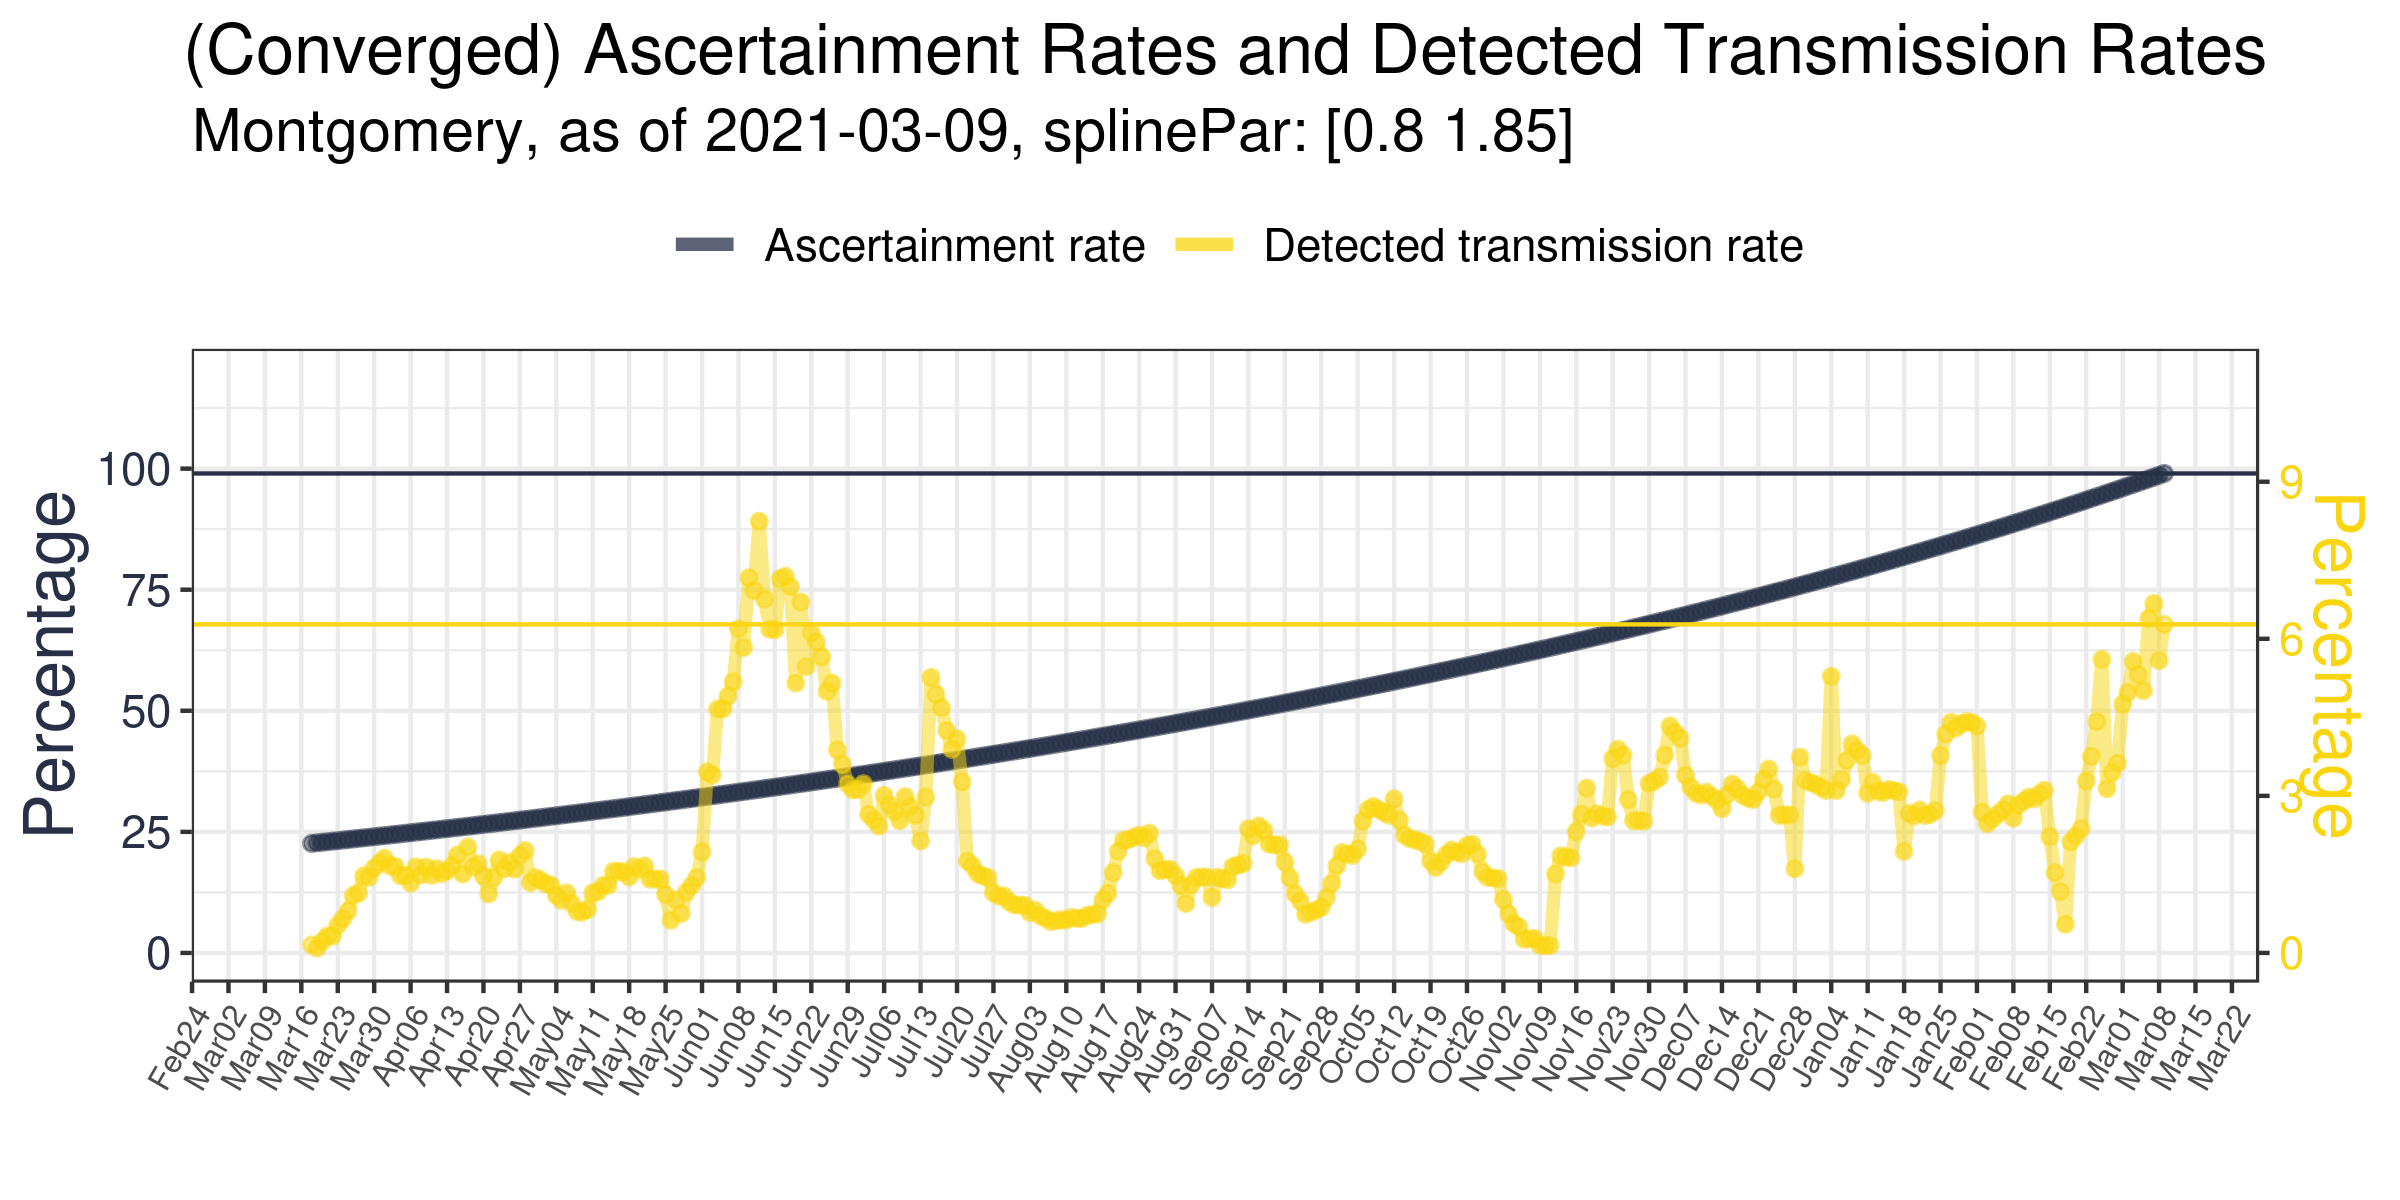 (Converged) Ascertainment Rates and Detected Transmission Rates
Montgomery, as of 2021-03-09, splinePar: [0.8 1.85]
Ascertainment rate
Detected transmission rate
Percentage
100
75
50
25
0
9
6
3
0
Percentage
Feb24
Mar02
Mar09
Mar16
Mar23
Mar30
Apr06
Apr13
Apr20
Apr27
May04
May11
May18
May25
Jun01
Jun08
Jun15
Jun22
Jun29
Jul06
Jul13
Jul20
Jul27
Aug03
Aug10
Aug17
Aug24
Aug31
Sep07
Sep14
Sep21
Sep28
Oct05
Oct12
Oct19
Oct26
Nov02
Nov09
Nov16
Nov23
Nov30
Dec07
Dec14
Dec21
Dec28
Jan04
Jan11
Jan18
Jan25
Feb01
Feb08
Feb15
Feb22
Mar01
Mar08
Mar15
Mar22